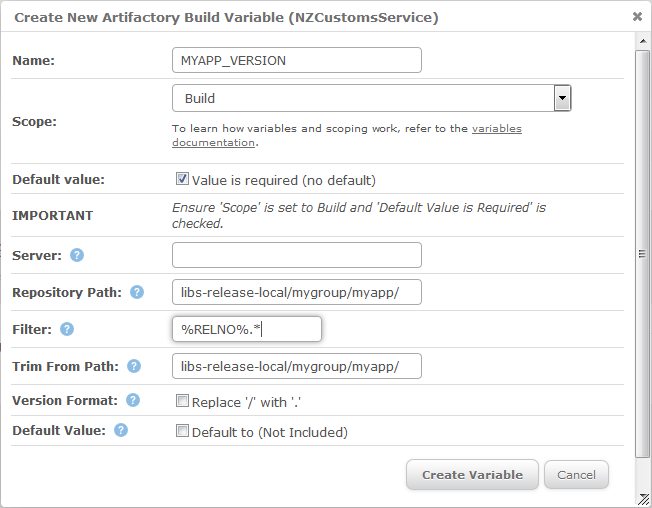 Create New Artifactory Build Variable (NZCustomsService)
Name: MYAPP_VERSION
Scope: Build
To learn how variables and scoping work, refer to the variables
documentation.
Default value: Value is required (no default)
IMPORTANT Ensure 'Scope' is set to Build and 'Default Value is Required' is
checked.
Server: ?
Repository Path: ? libs-release-local/mygroup/myapp/
Filter: ? %RELNO%.*
Trim From Path: ? libs-release-local/mygroup/myapp/
Version Format: ? Replace '/' with '.'
Default Value: ? Default to (Not Included)
Create Variable Cancel